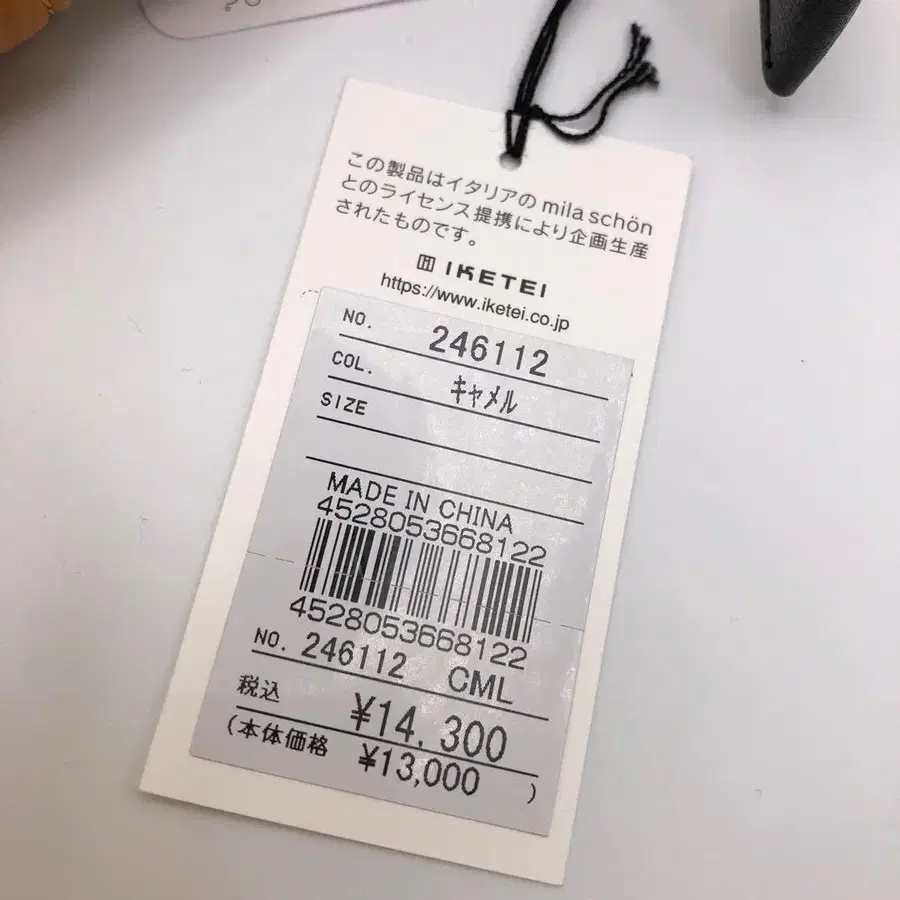 この製品はイタリアの mila schön
とのライセンス提携により企画生産
されたものです。
IKETEI
https://www.iketei.co.jp
NO. 246112
COL. キャメル
SIZE
MADE IN CHINA
4528053668122
4528053668122
NO. 246112 CML
税込 ¥14,300
(本体価格 ¥13,000 )